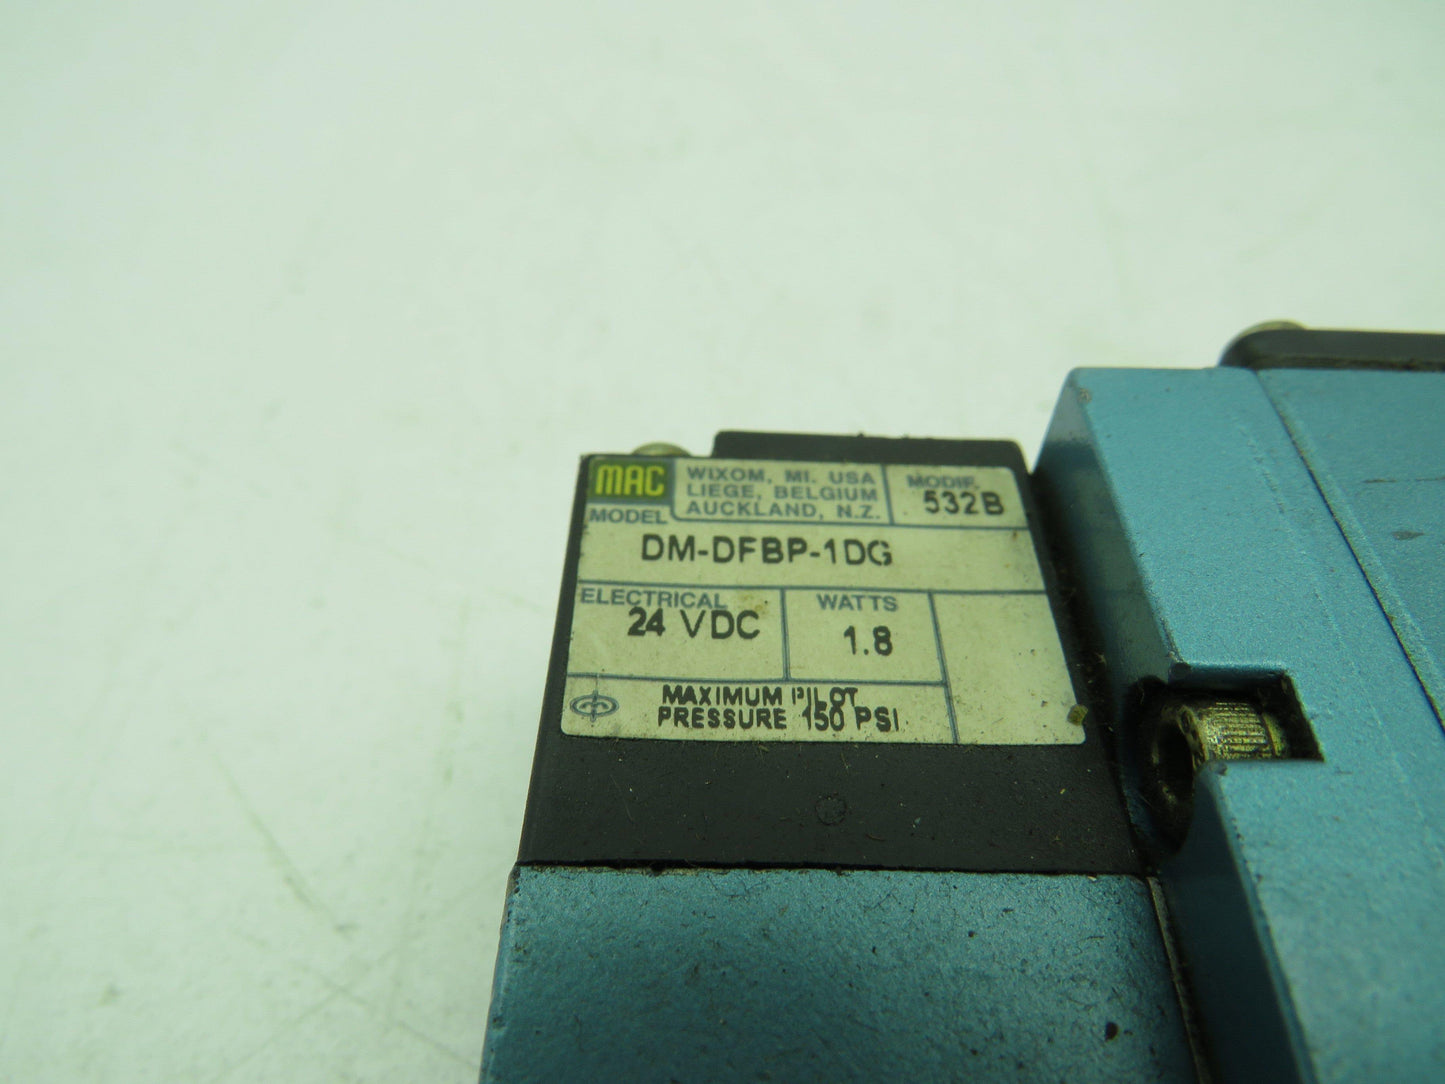 MAC
WIXOM, MI. USA
LIEGE, BELGIUM
AUCKLAND, N.Z.
MODIF.
532B
MODEL
DM-DFBP-1DG
ELECTRICAL
24 VDC
WATTS
1.8
MAXIMUM PILOT
PRESSURE 150 PSI